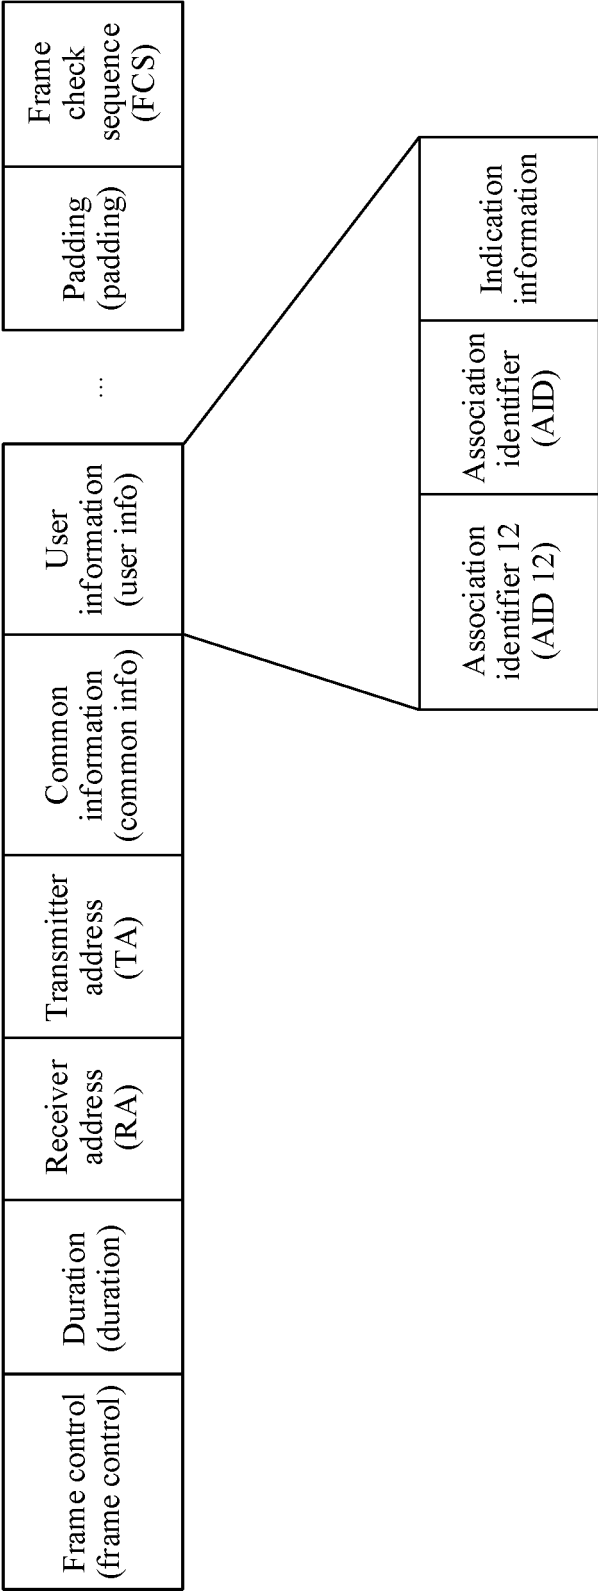 Frame control
(frame control)
Duration
(duration)
Receiver
address
(RA)
Transmitter
address
(TA)
Common
information
(common info)
User
information
(user info)
...
Padding
(padding)
Frame
check
sequence
(FCS)
Association
identifier 12
(AID 12)
Association
identifier
(AID)
Indication
information